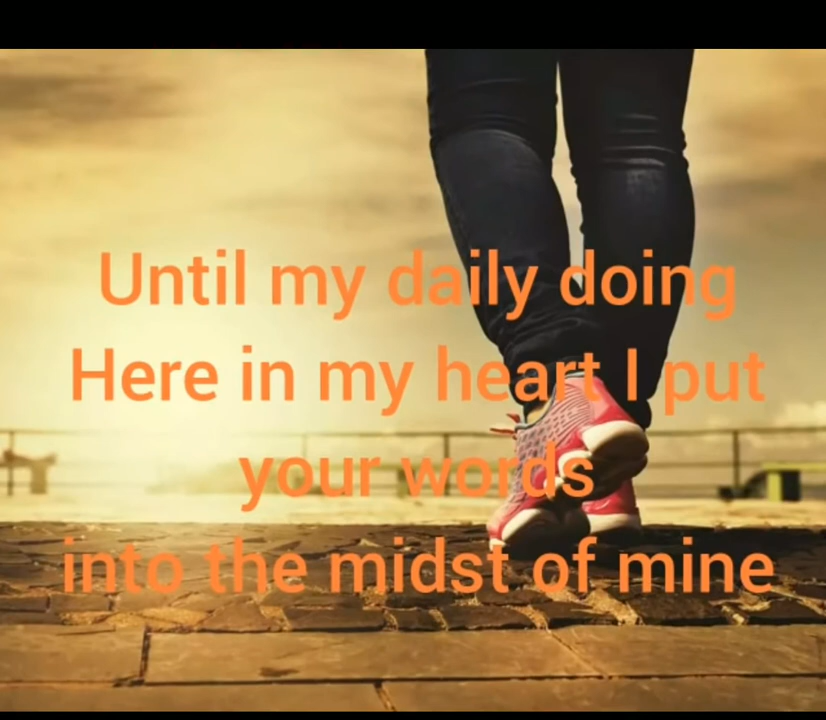 Until my daily doing
Here in my heart I put
your words
into the midst of mine